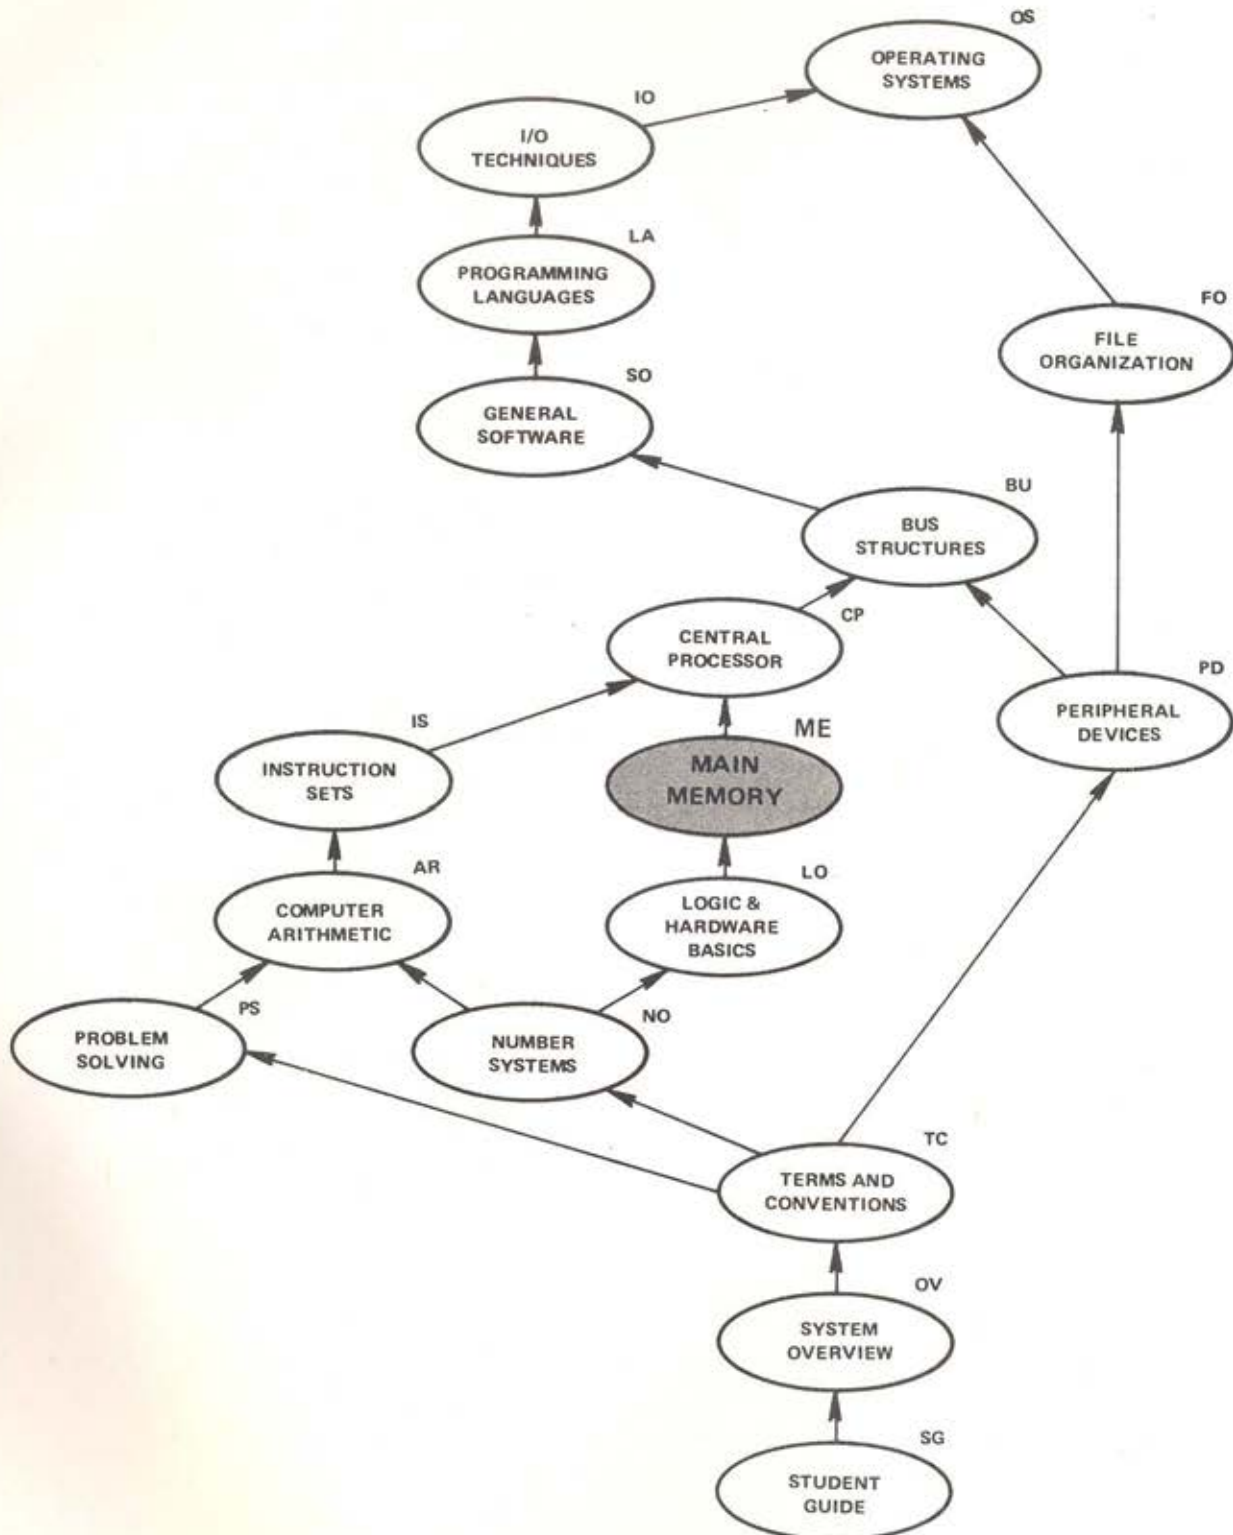 OS
OPERATING
SYSTEMS
IO
I/O
TECHNIQUES
LA
PROGRAMMING
LANGUAGES
FO
FILE
ORGANIZATION
SO
GENERAL
SOFTWARE
BU
BUS
STRUCTURES
CP
CENTRAL
PROCESSOR
PD
PERIPHERAL
DEVICES
IS
INSTRUCTION
SETS
ME
MAIN
MEMORY
AR
COMPUTER
ARITHMETIC
LO
LOGIC &
HARDWARE
BASICS
PS
PROBLEM
SOLVING
NO
NUMBER
SYSTEMS
TC
TERMS AND
CONVENTIONS
OV
SYSTEM
OVERVIEW
SG
STUDENT
GUIDE